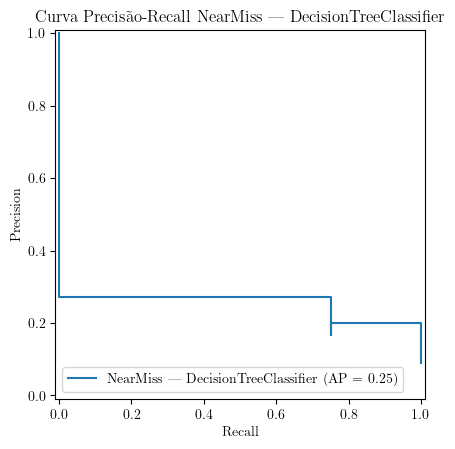 Curva Precisão-Recall NearMiss — DecisionTreeClassifier
1.0
0.8
0.6
0.4
0.2
0.0
Precision
NearMiss — DecisionTreeClassifier (AP = 0.25)
0.0 0.2 0.4 0.6 0.8 1.0
Recall